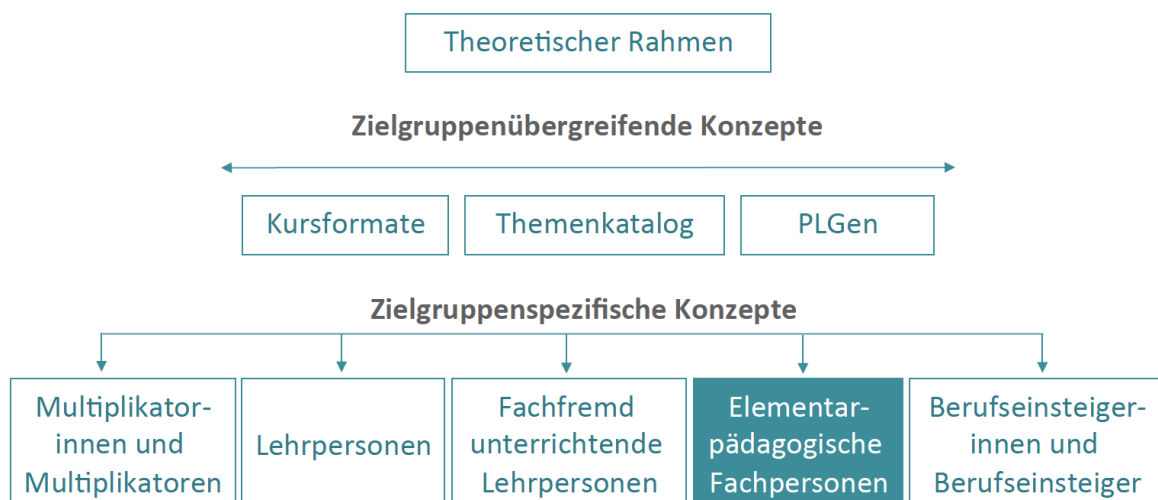 Theoretischer Rahmen
Zielgruppenübergreifende Konzepte
Kursformate
Themenkatalog
PLGen
Zielgruppenspezifische Konzepte
Multiplikator-
innen und
Multiplikatoren
Lehrpersonen
Fachfremd
unterrichtende
Lehrpersonen
Elementar-
pädagogische
Fachpersonen
Berufseinsteiger-
innen und
Berufseinsteiger